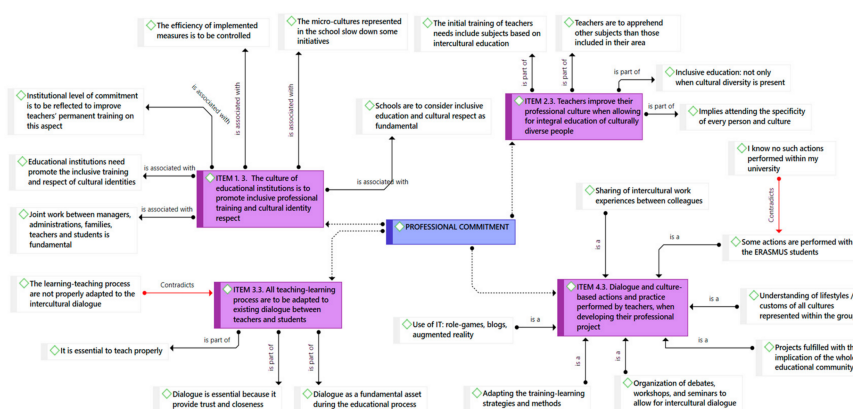 The efficiency of implemented
measures is to be controlled
The micro-cultures represented
in the school slow down some
initiatives
The initial training of teachers
needs include subjects based on
intercultural education
Teachers are to apprehend
other subjects than those
included in their area
is part of
is part of
is part of
Inclusive education: not only
when cultural diversity is present
Institutional level of commitment
is to be reflected to improve
teachers' permanent training on
this aspect
is associated with
is associated with
is associated with
Schools are to consider inclusive
education and cultural respect as
fundamental
ITEM 2.3. Teachers improve their
professional culture when allowing
for integral education of culturally
diverse people
is part of
Implies attending the specificity
of every person and culture
I know no such actions
performed within my
university
Educational institutions need
promote the inclusive training
and respect of cultural identities
is associated with
ITEM 1. 3. The culture of
educational institutions is to
promote inclusive professional
training and cultural identity
respect
is associated with
Sharing of intercultural work
experiences between colleagues
Contradicts
Joint work between managers,
administrations, families,
teachers and students is
fundamental
is associated with
PROFESSIONAL COMMITMENT
is a
is a
Some actions are performed with
the ERASMUS students
The learning-teaching process
are not properly adapted to the
intercultural dialogue
Contradicts
ITEM 3.3. All teaching-learning
process are to be adapted to
existing dialogue between
teachers and students
ITEM 4.3. Dialogue and culture-
based actions and practice
performed by teachers, when
developing their professional
project
is a
Understanding of lifestyles /
customs of all cultures
represented within the grou
Use of IT: role-games, blogs,
augmented reality
is a
It is essential to teach properly
is part of
is part of
is part of
is a
is a
is a
Projects fulfilled with th
implication of the whole
educational community
Dialogue is essential because it
provide trust and closeness
Dialogue as a fundamental asset
during the educational process
Adapting the training-learning
strategies and methods
Organization of debates,
workshops, and seminars to
allow for intercultural dialogue